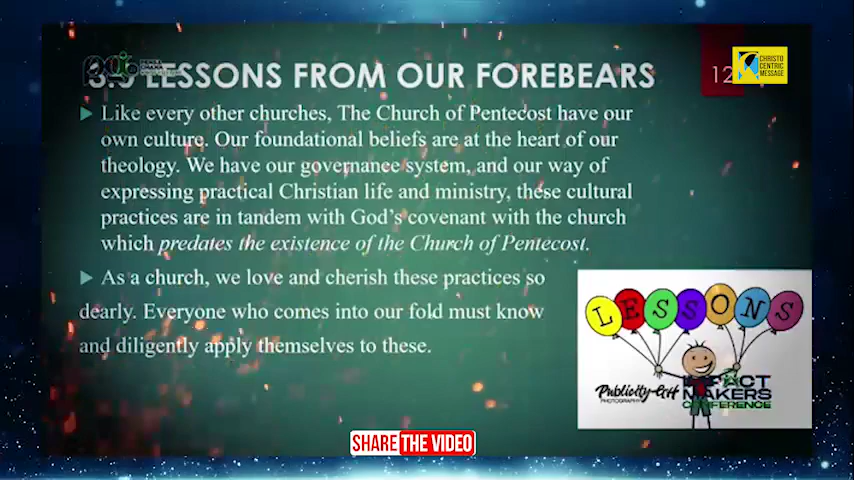 LESSONS FROM OUR FOREBEARS
12
CHRISTO
CENTRIC
MESSAGE
Like every other churches, The Church of Pentecost have our
own culture. Our foundational beliefs are at the heart of our
theology. We have our governance system, and our way of
expressing practical Christian life and ministry, these cultural
practices are in tandem with God's covenant with the church
which predates the existence of the Church of Pentecost.
As a church, we love and cherish these practices so
dearly. Everyone who comes into our fold must know
and diligently apply themselves to these.
LESSONS
Publicity GH
PHOTOGRAPHY
MAKERS
CONFERENCE
SHARE THE VIDEO